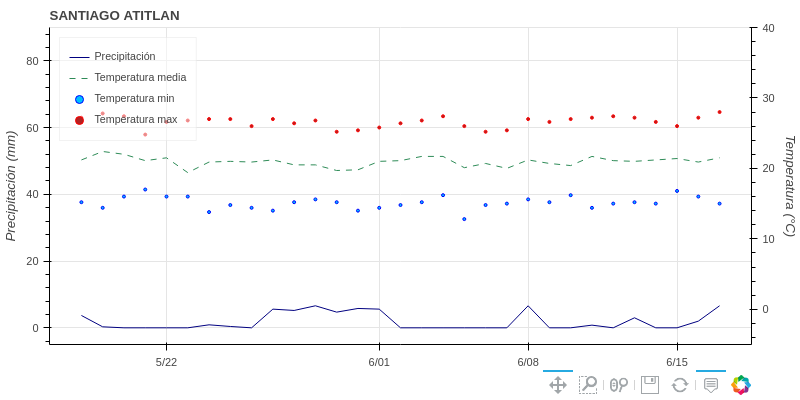 SANTIAGO ATITLAN
Precipitación
Temperatura media
Temperatura min
Temperatura max
80
60
40
20
0
Precipitación (mm)
40
30
20
10
0
Temperatura (°C)
5/22
6/01
6/08
6/15